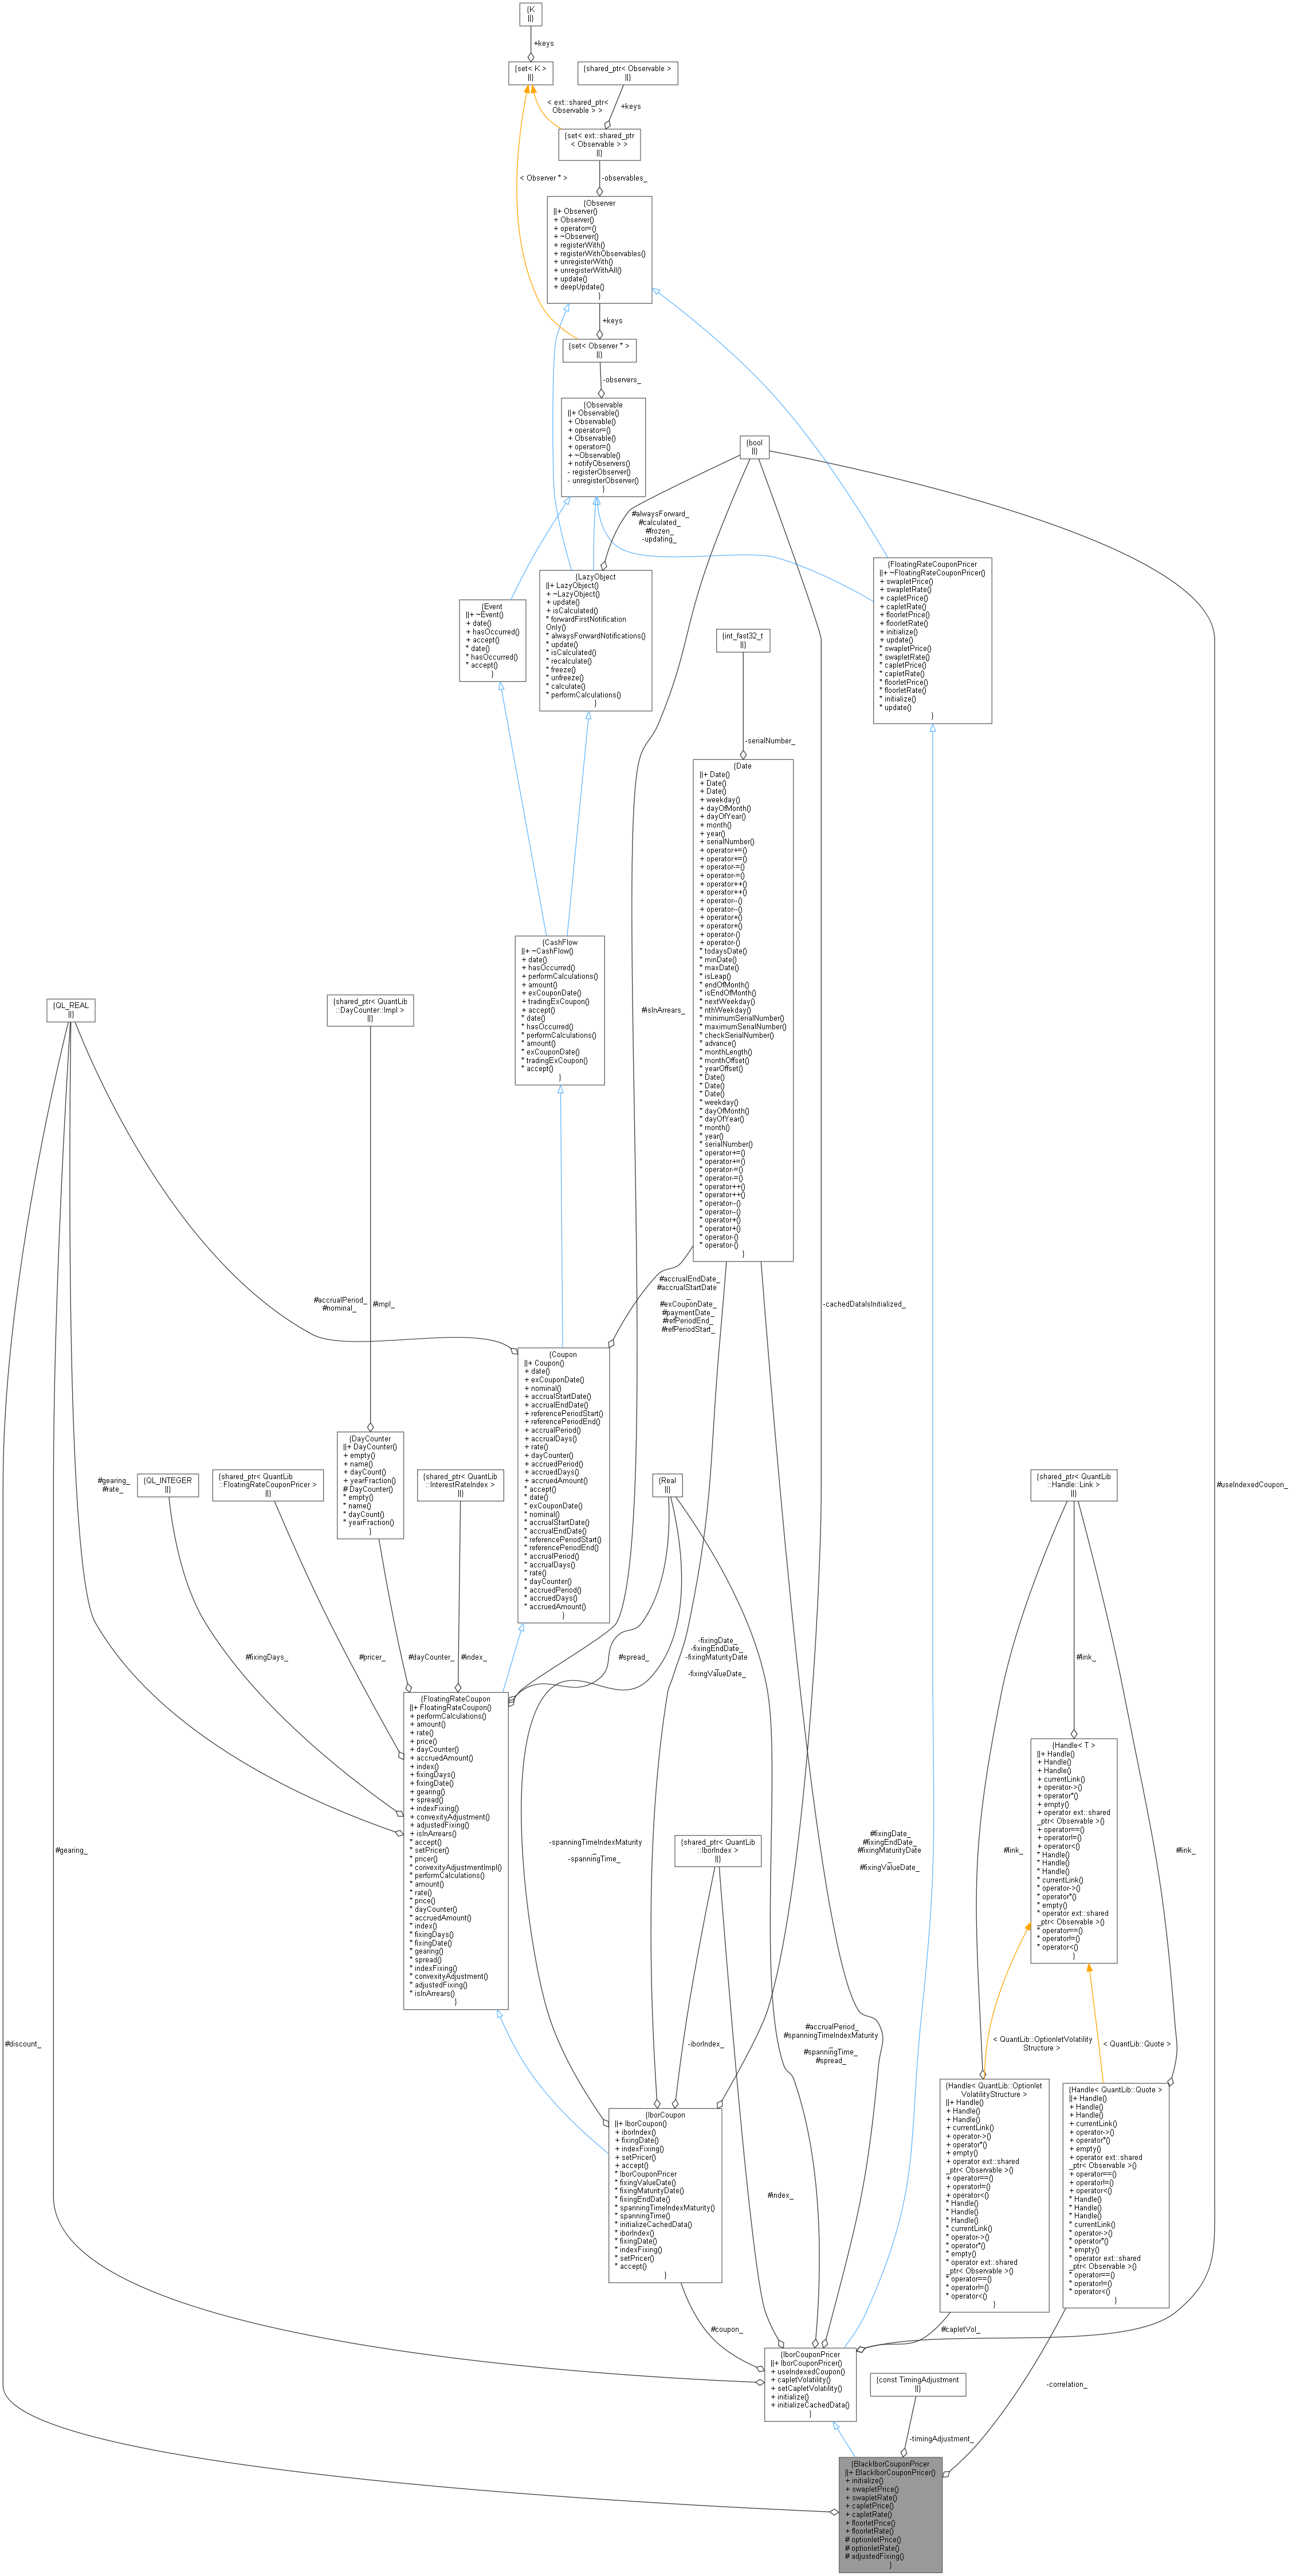 {K
||}
+keys
{set< K >
||}
{shared_ptr< Observable >
||}
< ext::shared_ptr<
Observable > >
+keys
{set< ext::shared_ptr
< Observable > >
||}
< Observer * >
-observables_
{Observer
||+ Observer()
+ Observer()
+ operator=()
+ ~Observer()
+ registerWith()
+ registerWithObservables()
+ unregisterWith()
+ unregisterWithAll()
+ update()
+ deepUpdate()
}
+keys
{set< Observer * >
||}
-observers_
{Observable
||+ Observable()
+ Observable()
+ operator=()
+ Observable()
+ operator=()
+ ~Observable()
+ notifyObservers()
- registerObserver()
- unregisterObserver()
}
{bool
||}
#alwaysForward_
#calculated_
#frozen_
-updating_
{FloatingRateCouponPricer
||+ ~FloatingRateCouponPricer()
+ swapletPrice()
+ swapletRate()
+ capletPrice()
+ capletRate()
+ floorletPrice()
+ floorletRate()
+ initialize()
+ update()
* swapletPrice()
* swapletRate()
* capletPrice()
* capletRate()
* floorletPrice()
* floorletRate()
* initialize()
* update()
}
{LazyObject
||+ LazyObject()
+ ~LazyObject()
+ update()
+ isCalculated()
* forwardFirstNotification
Only()
* alwaysForwardNotifications()
* update()
* isCalculated()
* recalculate()
* freeze()
* unfreeze()
* calculate()
* performCalculations()
}
{Event
||+ ~Event()
+ date()
+ hasOccurred()
+ accept()
* date()
* hasOccurred()
* accept()
}
{int_fast32_t
||}
-serialNumber_
{Date
||+ Date()
+ Date()
+ Date()
+ weekday()
+ dayOfMonth()
+ dayOfYear()
+ month()
+ year()
+ serialNumber()
+ operator+=()
+ operator+=()
+ operator-=()
+ operator-=()
+ operator++()
+ operator++()
+ operator--()
+ operator--()
+ operator+()
+ operator+()
+ operator-()
+ operator-()
* todaysDate()
* minDate()
* maxDate()
* isLeap()
* endOfMonth()
* isEndOfMonth()
* nextWeekday()
* nthWeekday()
* minimumSerialNumber()
* maximumSerialNumber()
* checkSerialNumber()
* advance()
* monthLength()
* monthOffset()
* yearOffset()
* Date()
* Date()
* Date()
* weekday()
* dayOfMonth()
* dayOfYear()
* month()
* year()
* serialNumber()
* operator+=()
* operator+=()
* operator-=()
* operator-=()
* operator++()
* operator++()
* operator--()
* operator--()
* operator+()
* operator+()
* operator-()
* operator-()
}
{CashFlow
||+ ~CashFlow()
+ date()
+ hasOccurred()
+ performCalculations()
+ amount()
+ exCouponDate()
+ tradingExCoupon()
+ accept()
* date()
* hasOccurred()
* performCalculations()
* amount()
* exCouponDate()
* tradingExCoupon()
* accept()
}
#isInArrears_
{QL_REAL
||}
{shared_ptr< QuantLib
::DayCounter::Impl >
||}
-cachedDataIsInitialized_
#accrualPeriod_
#nominal_
#impl_
#accrualEndDate_
#accrualStartDate
_
#exCouponDate_
#paymentDate_
#refPeriodEnd_
#refPeriodStart_
{Coupon
||+ Coupon()
+ date()
+ exCouponDate()
+ nominal()
+ accrualStartDate()
+ accrualEndDate()
+ referencePeriodStart()
+ referencePeriodEnd()
+ accrualPeriod()
+ accrualDays()
+ rate()
+ dayCounter()
+ accruedPeriod()
+ accruedDays()
+ accruedAmount()
* accept()
* date()
* exCouponDate()
* nominal()
* accrualStartDate()
* accrualEndDate()
* referencePeriodStart()
* referencePeriodEnd()
* accrualPeriod()
* accrualDays()
* rate()
* dayCounter()
* accruedPeriod()
* accruedDays()
* accruedAmount()
}
{DayCounter
||+ DayCounter()
+ empty()
+ name()
+ dayCount()
+ yearFraction()
# DayCounter()
* empty()
* name()
* dayCount()
* yearFraction()
}
#gearing_
#rate_
{QL_INTEGER
||}
{shared_ptr< QuantLib
::FloatingRateCouponPricer >
||}
{shared_ptr< QuantLib
::InterestRateIndex >
||}
{Real
||}
{shared_ptr< QuantLib
::Handle::Link >
||}
#useIndexedCoupon_
#fixingDays_
#pricer_
#dayCounter_
#index_
#spread_
-fixingDate_
-fixingEndDate_
-fixingMaturityDate
_
-fixingValueDate_
#link_
{FloatingRateCoupon
||+ FloatingRateCoupon()
+ performCalculations()
+ amount()
+ rate()
+ price()
+ dayCounter()
+ accruedAmount()
+ index()
+ fixingDays()
+ fixingDate()
+ gearing()
+ spread()
+ indexFixing()
+ convexityAdjustment()
+ adjustedFixing()
+ isInArrears()
* accept()
* setPricer()
* pricer()
* convexityAdjustmentImpl()
* performCalculations()
* amount()
* rate()
* price()
* dayCounter()
* accruedAmount()
* index()
* fixingDays()
* fixingDate()
* gearing()
* spread()
* indexFixing()
* convexityAdjustment()
* adjustedFixing()
* isInArrears()
}
{Handle< T >
||+ Handle()
+ Handle()
+ Handle()
+ currentLink()
+ operator->()
+ operator*()
+ empty()
+ operator ext::shared
_ptr< Observable >()
+ operator==()
+ operator!=()
+ operator<()
* Handle()
* Handle()
* Handle()
* currentLink()
* operator->()
* operator*()
* empty()
* operator ext::shared
_ptr< Observable >()
* operator==()
* operator!=()
* operator<()
}
#gearing_
-spanningTimeIndexMaturity
_
-spanningTime_
{shared_ptr< QuantLib
::IborIndex >
||}
#fixingDate_
#fixingEndDate_
#fixingMaturityDate
_
#fixingValueDate_
#link_
#link_
#discount_
-iborIndex_
#accrualPeriod_
#spanningTimeIndexMaturity
_
#spanningTime_
#spread_
< QuantLib::OptionletVolatility
Structure >
< QuantLib::Quote >
{IborCoupon
||+ IborCoupon()
+ iborIndex()
+ fixingDate()
+ indexFixing()
+ setPricer()
+ accept()
* IborCouponPricer
* fixingValueDate()
* fixingMaturityDate()
* fixingEndDate()
* spanningTimeIndexMaturity()
* spanningTime()
* initializeCachedData()
* iborIndex()
* fixingDate()
* indexFixing()
* setPricer()
* accept()
}
#index_
{Handle< QuantLib::Optionlet
VolatilityStructure >
||+ Handle()
+ Handle()
+ Handle()
+ currentLink()
+ operator->()
+ operator*()
+ empty()
+ operator ext::shared
_ptr< Observable >()
+ operator==()
+ operator!=()
+ operator<()
* Handle()
* Handle()
* Handle()
* currentLink()
* operator->()
* operator*()
* empty()
* operator ext::shared
_ptr< Observable >()
* operator==()
* operator!=()
* operator<()
}
{Handle< QuantLib::Quote >
||+ Handle()
+ Handle()
+ Handle()
+ currentLink()
+ operator->()
+ operator*()
+ empty()
+ operator ext::shared
_ptr< Observable >()
+ operator==()
+ operator!=()
+ operator<()
* Handle()
* Handle()
* Handle()
* currentLink()
* operator->()
* operator*()
* empty()
* operator ext::shared
_ptr< Observable >()
* operator==()
* operator!=()
* operator<()
}
#coupon_
#capletVol_
{IborCouponPricer
||+ IborCouponPricer()
+ useIndexedCoupon()
+ capletVolatility()
+ setCapletVolatility()
+ initialize()
+ initializeCachedData()
}
{const TimingAdjustment
||}
-correlation_
-timingAdjustment_
{BlackIborCouponPricer
||+ BlackIborCouponPricer()
+ initialize()
+ swapletPrice()
+ swapletRate()
+ capletPrice()
+ capletRate()
+ floorletPrice()
+ floorletRate()
# optionletPrice()
# optionletRate()
# adjustedFixing()
}